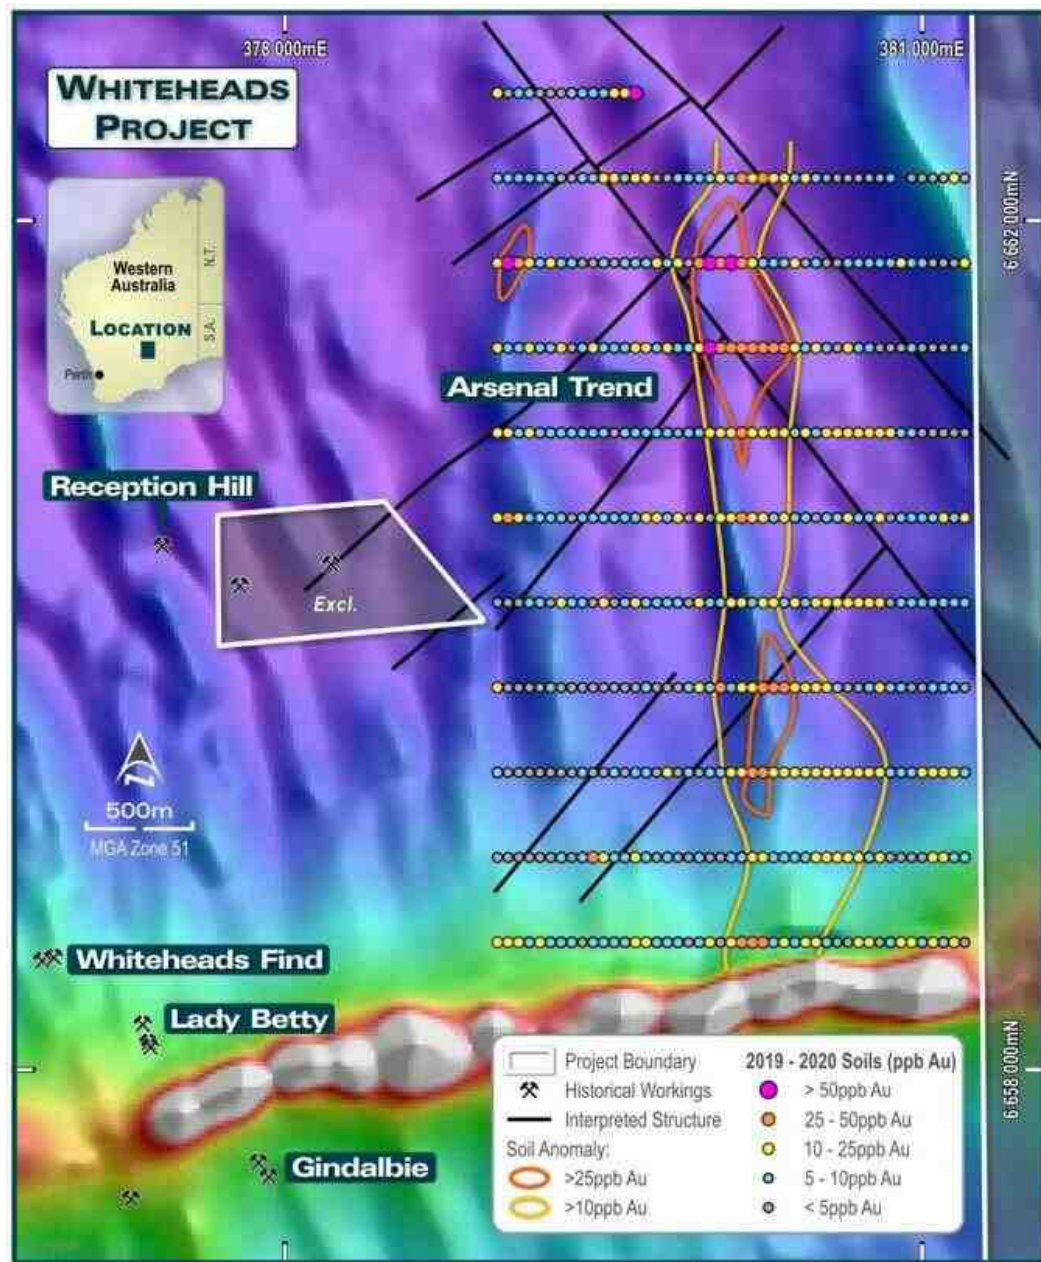 378 000mE
381 000mE
WHITEHEADS
PROJECT
6 662 000mN
Western
Australia
N.T.
LOCATION
S.A.
Perth
Arsenal Trend
Reception Hill
Excl.
500m
MGA Zone 51
Whiteheads Find
Lady Betty
6 658 000mN
Gindalbie
Project Boundary
Historical Workings
Interpreted Structure
Soil Anomaly:
>25ppb Au
>10ppb Au
2019 - 2020 Soils (ppb Au)
> 50ppb Au
25 - 50ppb Au
10 - 25ppb Au
5 - 10ppb Au
< 5ppb Au